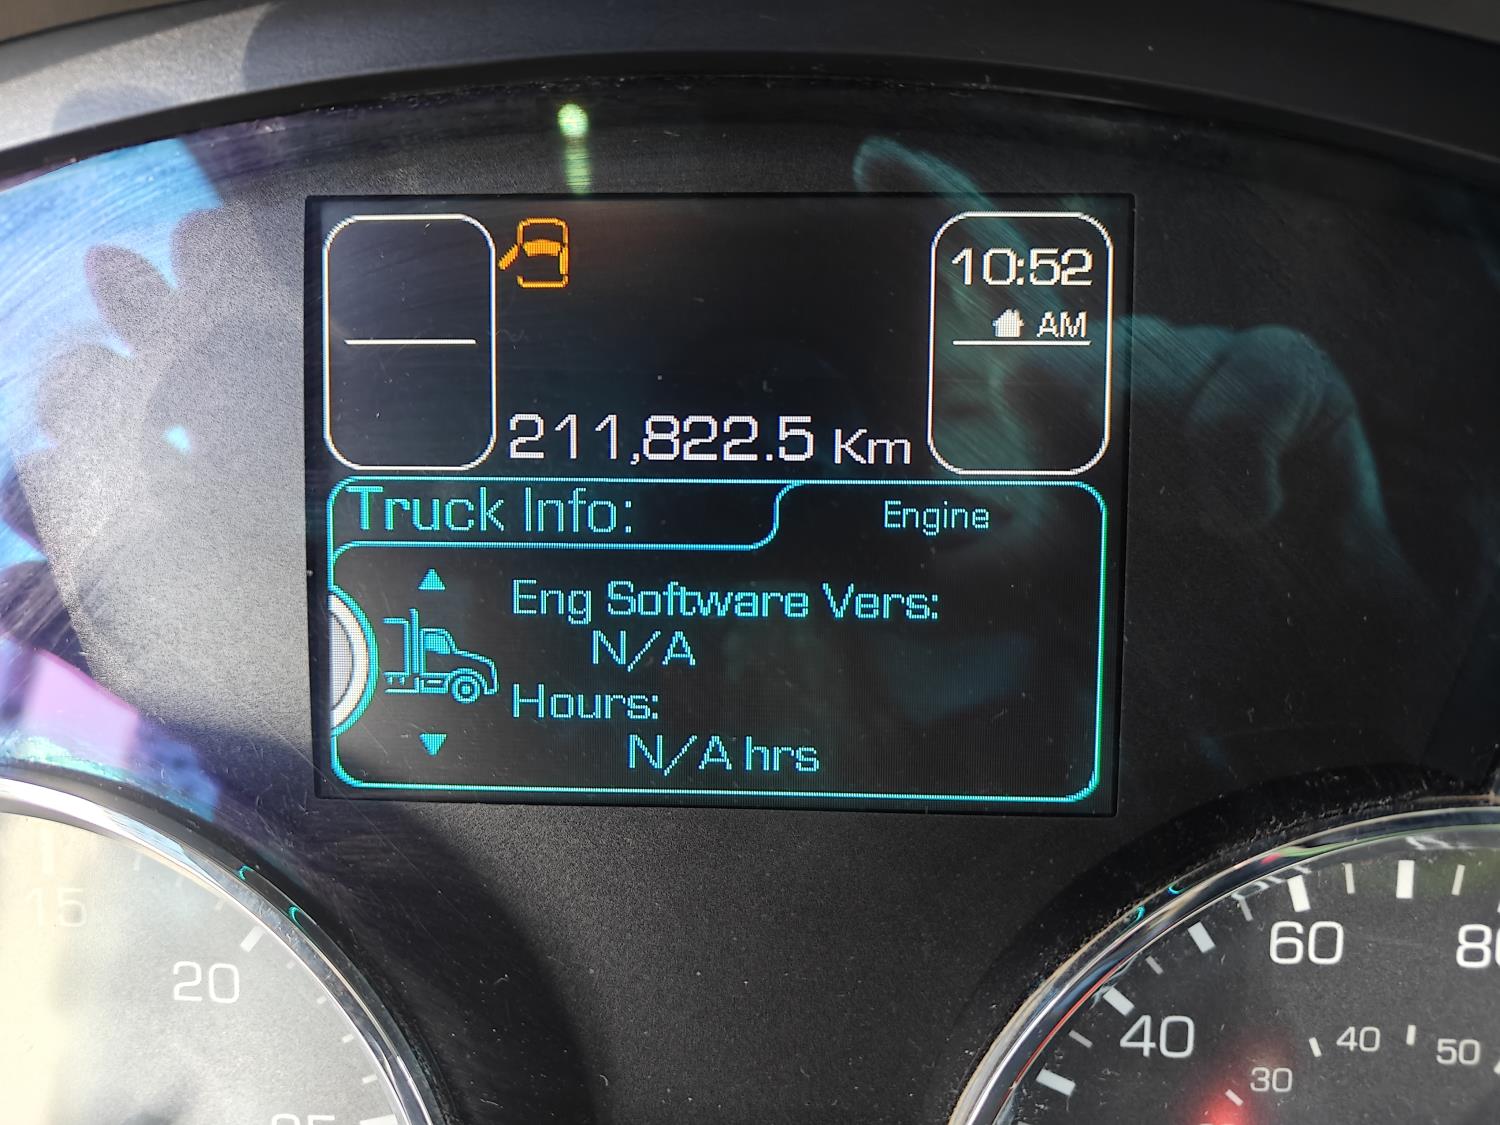 10:52
AM
211,822.5 Km
Truck Info:
Engine
Eng Software Vers:
N/A
Hours:
N/A hrs
15
20
40
60
30
40
50